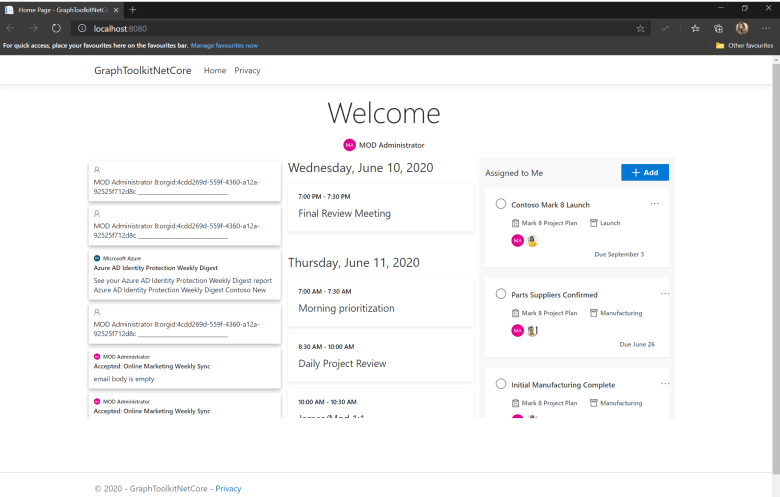 Home Page - GraphToolkitNetCo
localhost:8080
For quick access, place your favourites here on the favourites bar. Manage favourites now
Other favourites
GraphToolkitNetCore Home Privacy
Welcome
MA MOD Administrator
MOD Administrator 8:orgid:4cdd269d-559f-4360-a12a-
92525f712d8c
MOD Administrator 8:orgid:4cdd269d-559f-4360-a12a-
92525f712d8c
Microsoft Azure
Azure AD Identity Protection Weekly Digest
See your Azure AD Identity Protection Weekly Digest report
Azure AD Identity Protection Weekly Digest Contoso New
MOD Administrator 8:orgid:4cdd269d-559f-4360-a12a-
92525f712d8c
MOD Administrator
Accepted: Online Marketing Weekly Sync
email body is empty
MOD Administrator
Accepted: Online Marketing Weekly Sync
Wednesday, June 10, 2020
7:00 PM - 7:30 PM
Final Review Meeting
Thursday, June 11, 2020
7:00 AM - 7:30 AM
Morning prioritization
8:30 AM - 10:00 AM
Daily Project Review
10:00 AM - 10:30 AM
James/Mod 1:1
Assigned to Me
+ Add
Contoso Mark 8 Launch
Mark 8 Project Plan Launch
MA
Due September 3
Parts Suppliers Confirmed
Mark 8 Project Plan Manufacturing
MA
Due June 26
Initial Manufacturing Complete
Mark 8 Project Plan Manufacturing
© 2020 - GraphToolkitNetCore - Privacy